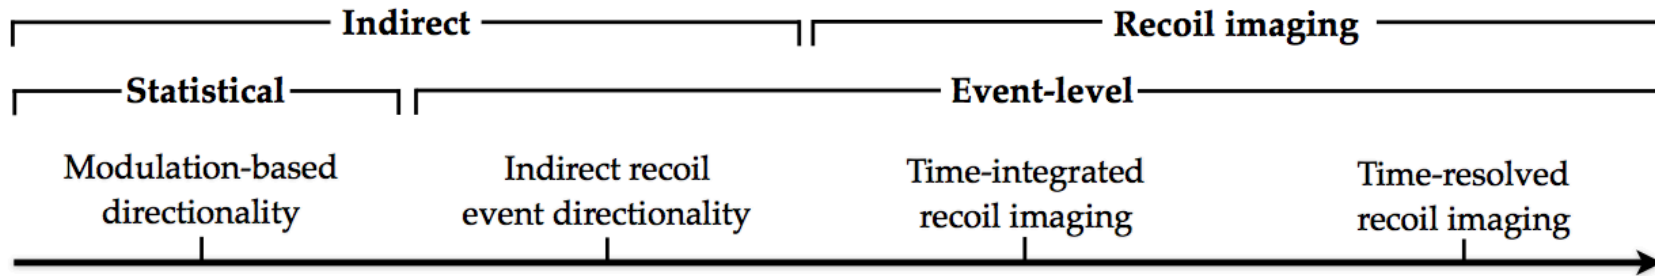 Indirect Recoil imaging
Statistical Event-level
Modulation-based
directionality
Indirect recoil
event directionality
Time-integrated
recoil imaging
Time-resolved
recoil imaging